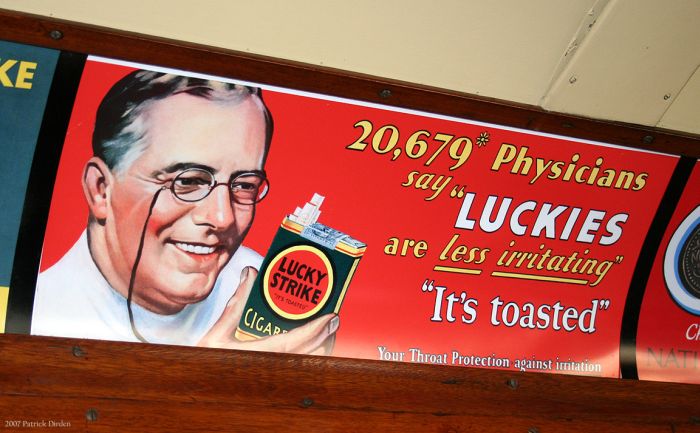 KE
20,679* Physicians
say "LUCKIES
are less irritating"
"It's toasted"
Your Throat Protection against irritation
LUCKY
STRIKE
"IT'S TOASTED"
CIGAR
NAT
2007 Patrick Dirden